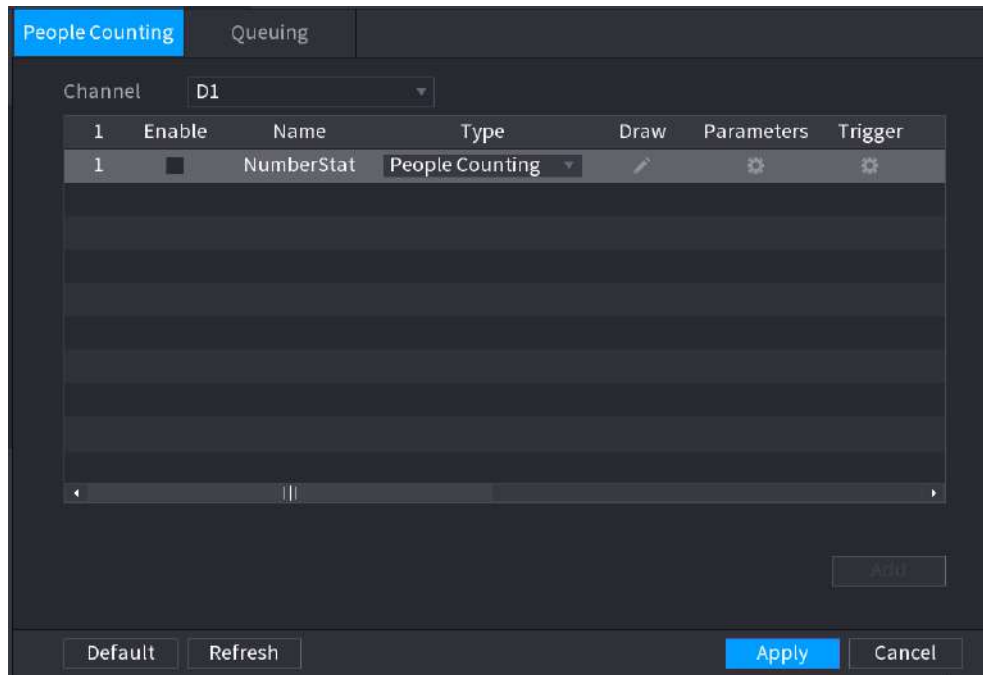 People Counting Queuing
Channel D1
1 Enable Name Type Draw Parameters Trigger
1 NumberStat People Counting
Add
Default Refresh Apply Cancel